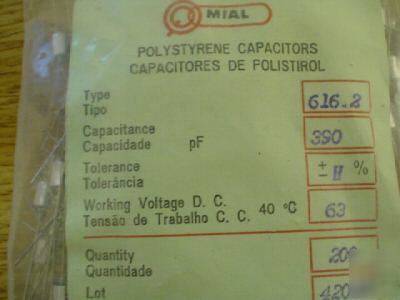 MIAL
POLYSTYRENE CAPACITORS
CAPACITORES DE POLISTIROL
Type 616.2
Tipo
Capacitance
Capacidade pF 390
Tolerance
Tolerância ± %
Working Voltage D. C.
Tensão de Trabalho C. C. 40 °C 63
Quantity
Quantidade
Lot